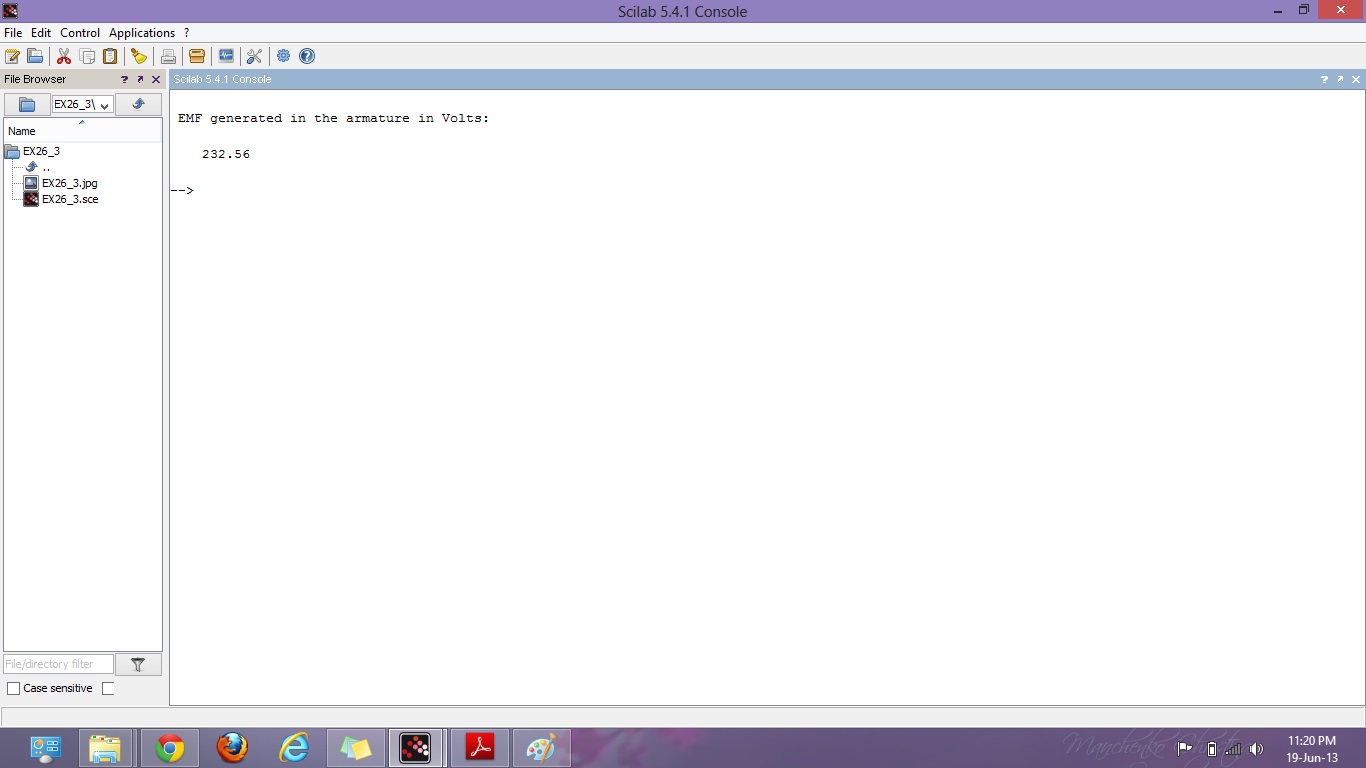 Scilab 5.4.1 Console
File Edit Control Applications ?
File Browser ?
Scilab 5.4.1 Console ?
EX26_3\
Name
EX26_3
..
EX26_3.jpg
EX26_3.sce
File/directory filter
Case sensitive
EMF generated in the armature in Volts:
232.56
-->
Manchenko
11:20 PM
19-Jun-13